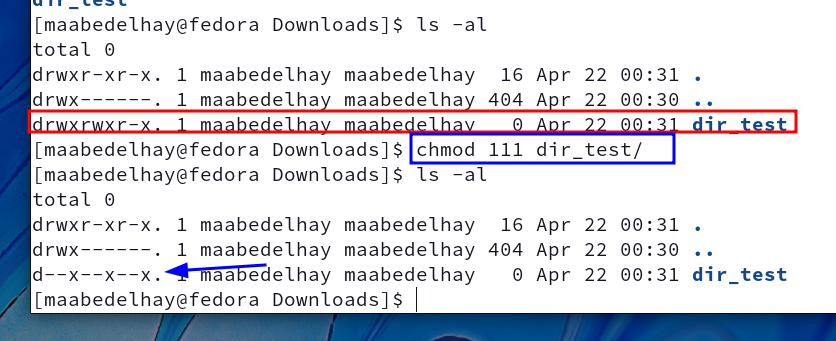 dir_test
[maabedelhay@fedora Downloads]$ ls -al
total 0
drwxr-xr-x. 1 maabedelhay maabedelhay  16 Apr 22 00:31 .
drwx------. 1 maabedelhay maabedelhay 404 Apr 22 00:30 ..
drwxrwxr-x. 1 maabedelhay maabedelhay   0 Apr 22 00:31 dir_test
[maabedelhay@fedora Downloads]$ chmod 111 dir_test/
[maabedelhay@fedora Downloads]$ ls -al
total 0
drwxr-xr-x. 1 maabedelhay maabedelhay  16 Apr 22 00:31 .
drwx------. 1 maabedelhay maabedelhay 404 Apr 22 00:30 ..
d--x--x--x. 1 maabedelhay maabedelhay   0 Apr 22 00:31 dir_test
[maabedelhay@fedora Downloads]$